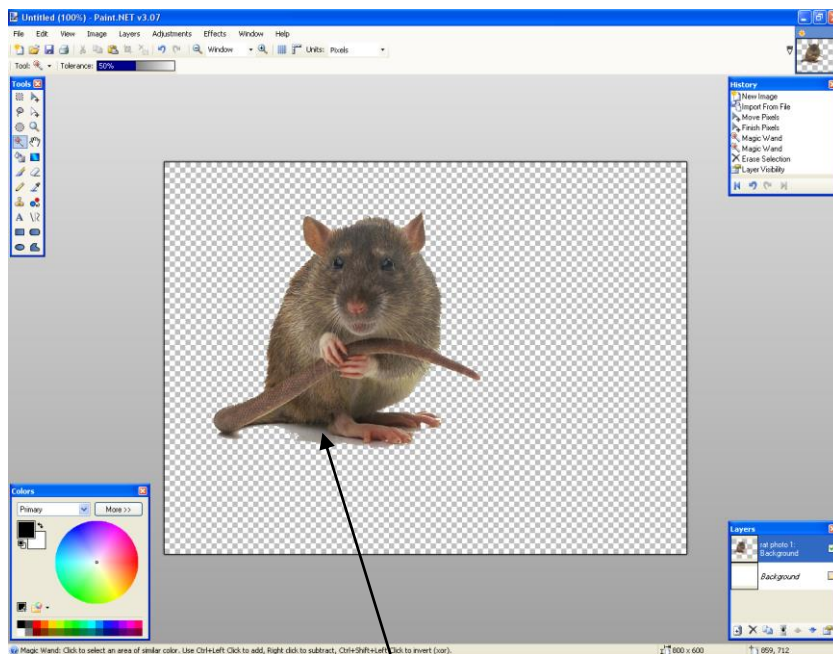 Untitled (100%) - Paint.NET v3.07
File Edit View Image Layers Adjustments Effects Window Help
Window Units: Pixels
Tool: Tolerance: 50%
Tools
History
New Image
Import From File
Move Pixels
Finish Pixels
Magic Wand
Magic Wand
Erase Selection
Layer Visibility
Colors
Primary More >>
Layers
rat photo 1:
Background
Background
Magic Wand: Click to select an area of similar color. Use Ctrl+Left Click to add, Right click to subtract, Ctrl+Shift+Left Click to invert (xor). 800 x 600 859, 712